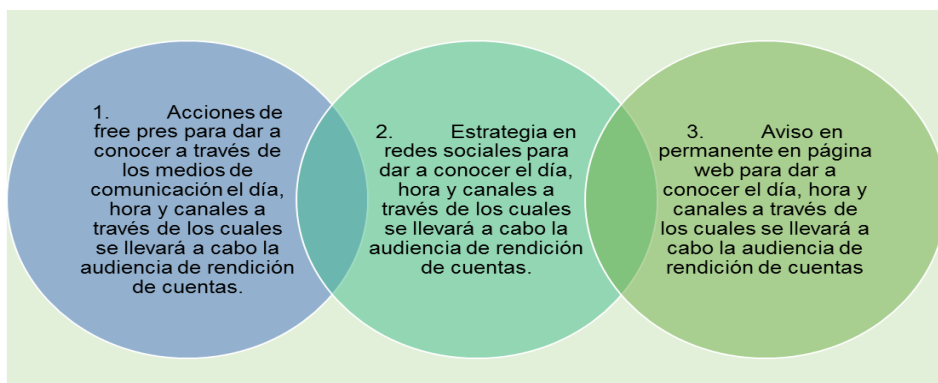 1. Acciones de
free pres para dar a
conocer a través de
los medios de
comunicación el día,
hora y canales a
través de los cuales
se llevará a cabo la
audiencia de rendición
de cuentas.
2. Estrategia en
redes sociales para
dar a conocer el día,
hora y canales a
través de los cuales
se llevará a cabo la
audiencia de rendición
de cuentas.
3. Aviso en
permanente en página
web para dar a
conocer el día, hora y
canales a través de
los cuales se llevará a
cabo la audiencia de
rendición de cuentas